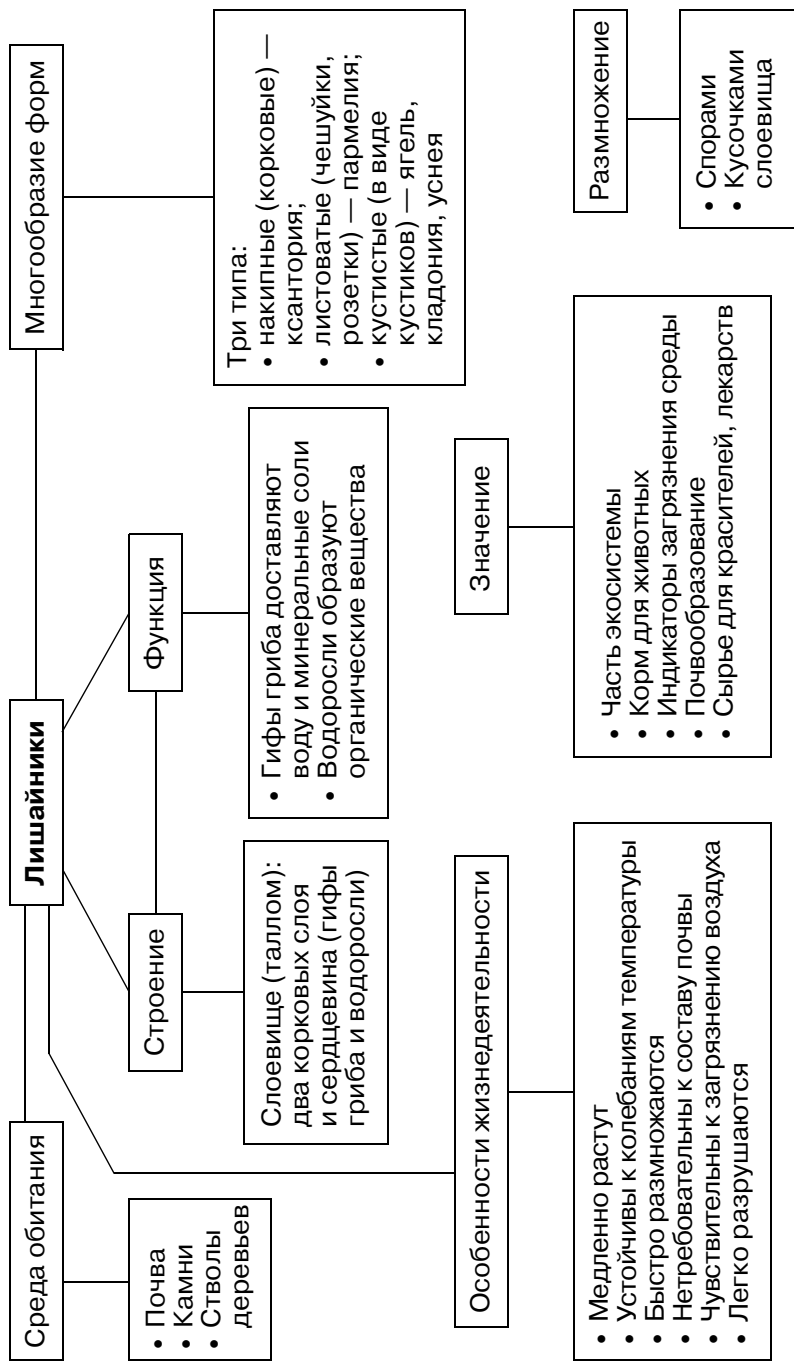 Лишайники
Среда обитания
• Почва
• Камни
• Стволы
деревьев
Строение
Слоевище (таллом):
два корковых слоя
и сердцевина (гифы
гриба и водоросли)
Функция
• Гифы гриба доставляют
воду и минеральные соли
• Водоросли образуют
органические вещества
Многообразие форм
Три типа:
• накипные (корковые) —
ксантория;
• листоватые (чешуйки,
розетки) — пармелия;
• кустистые (в виде
кустиков) — ягель,
кладония, уснея
Особенности жизнедеятельности
• Медленно растут
• Устойчивы к колебаниям температуры
• Быстро размножаются
• Нетребовательны к составу почвы
• Чувствительны к загрязнению воздуха
• Легко разрушаются
Значение
• Часть экосистемы
• Корм для животных
• Индикаторы загрязнения среды
• Почвообразование
• Сырье для красителей, лекарств
Размножение
• Спорами
• Кусочками
слоевища